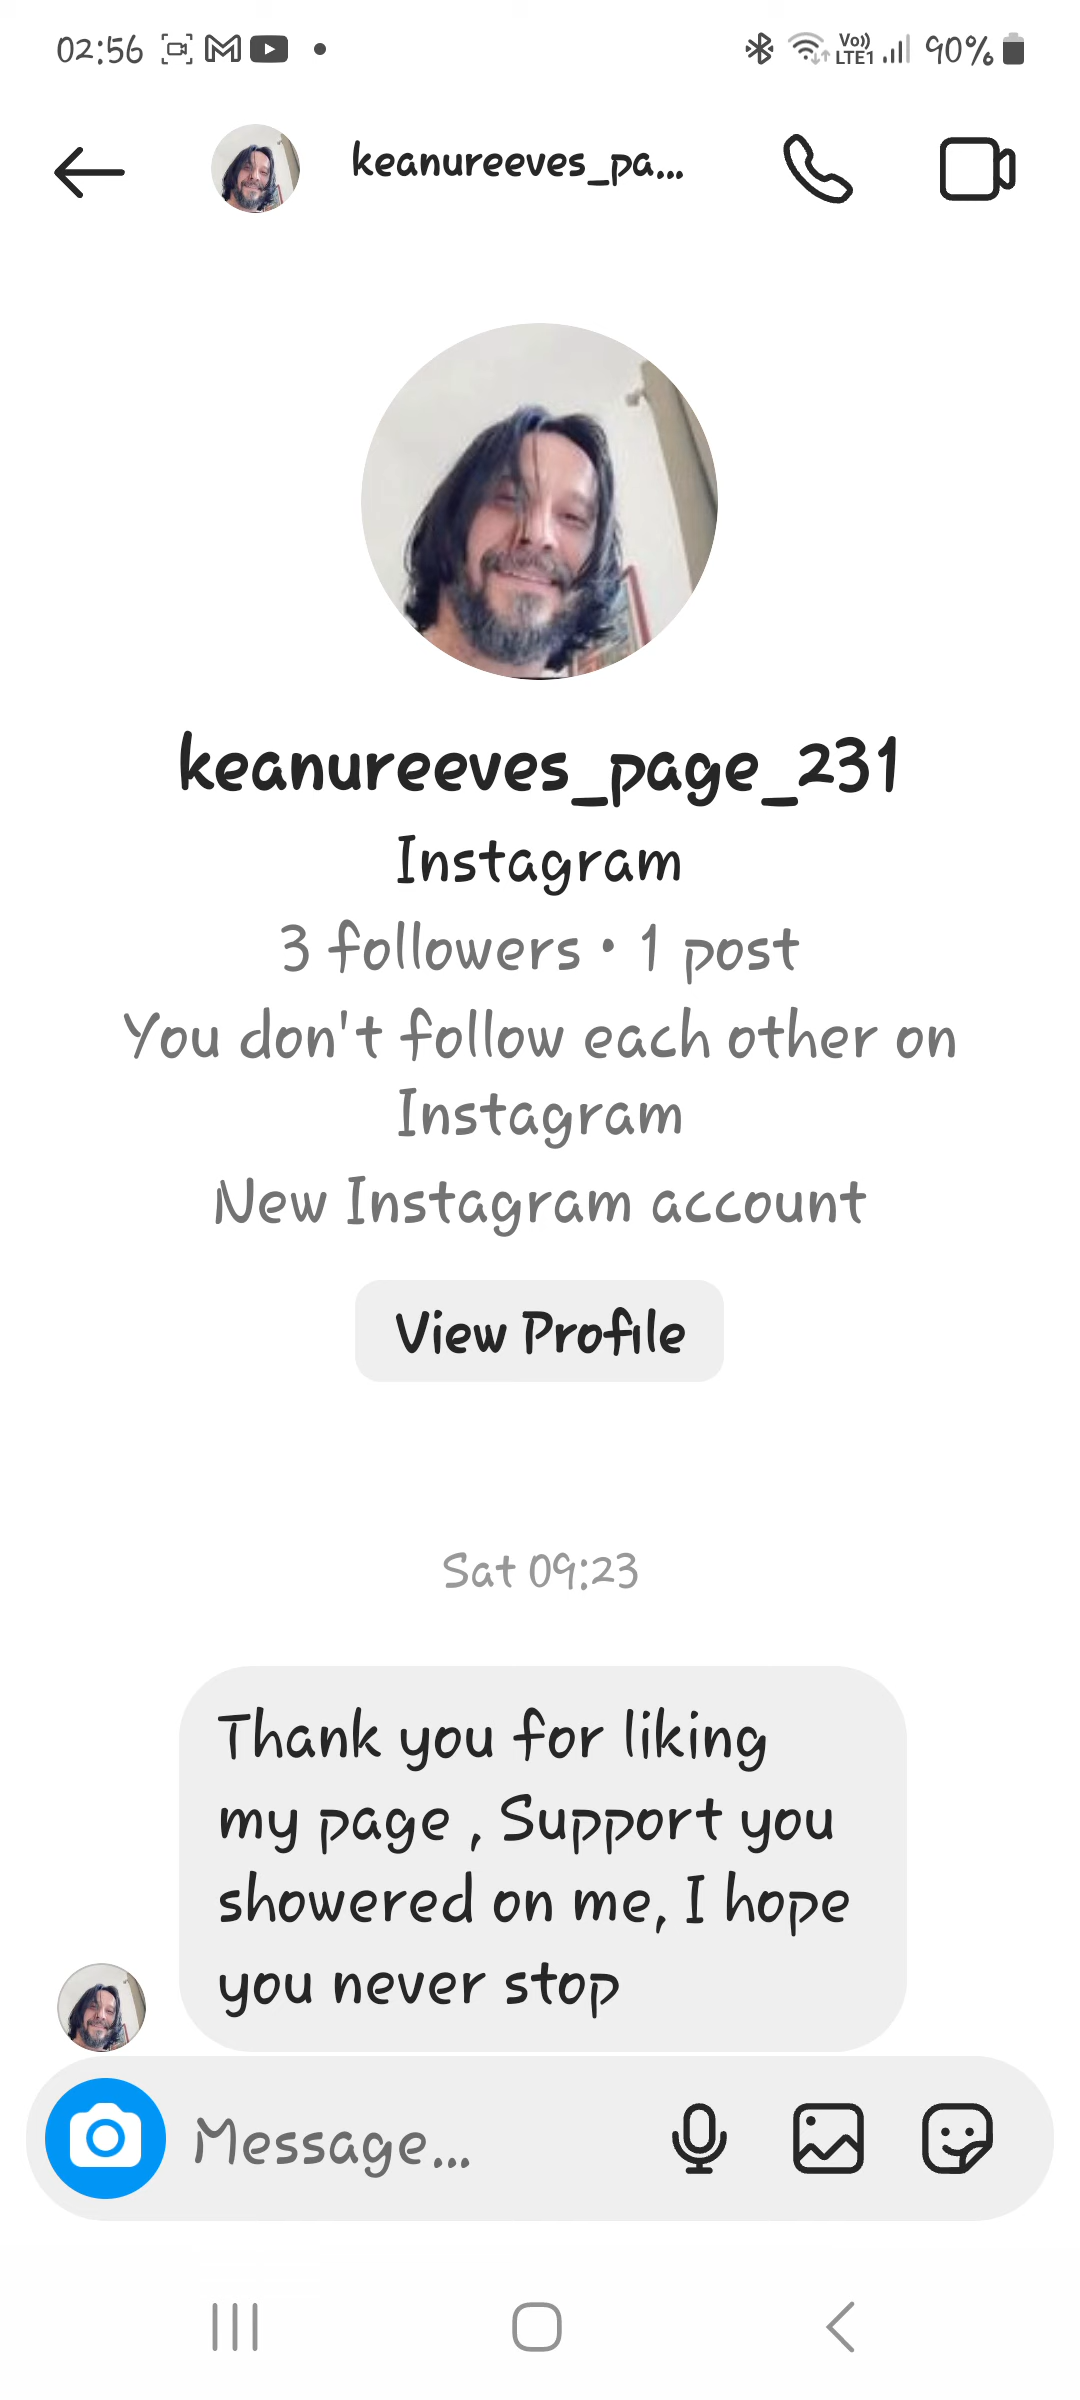 02:56
Vo))
LTE1
90%
keanureeves_pa...
keanureeves_page_231
Instagram
3 followers • 1 post
You don't follow each other on
Instagram
New Instagram account
View Profile
Sat 09:23
Thank you for liking
my page , Support you
showered on me, I hope
you never stop
Message...